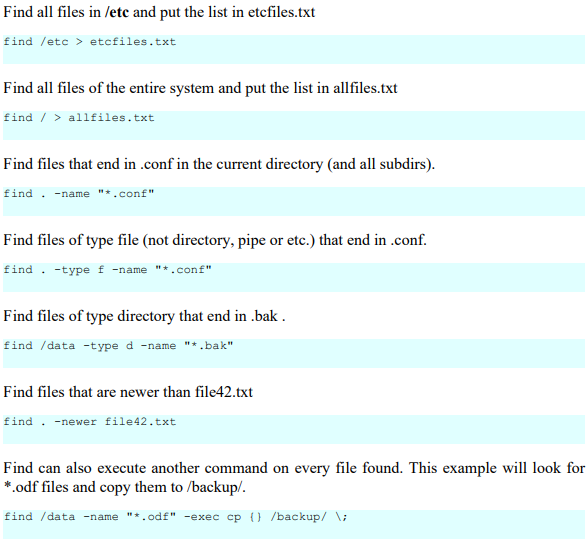 Find all files in /etc and put the list in etcfiles.txt
find /etc > etcfiles.txt
Find all files of the entire system and put the list in allfiles.txt
find / > allfiles.txt
Find files that end in .conf in the current directory (and all subdirs).
find . -name "*.conf"
Find files of type file (not directory, pipe or etc.) that end in .conf.
find . -type f -name "*.conf"
Find files of type directory that end in .bak .
find /data -type d -name "*.bak"
Find files that are newer than file42.txt
find . -newer file42.txt
Find can also execute another command on every file found. This example will look for
*.odf files and copy them to /backup/.
find /data -name "*.odf" -exec cp {} /backup/ \;